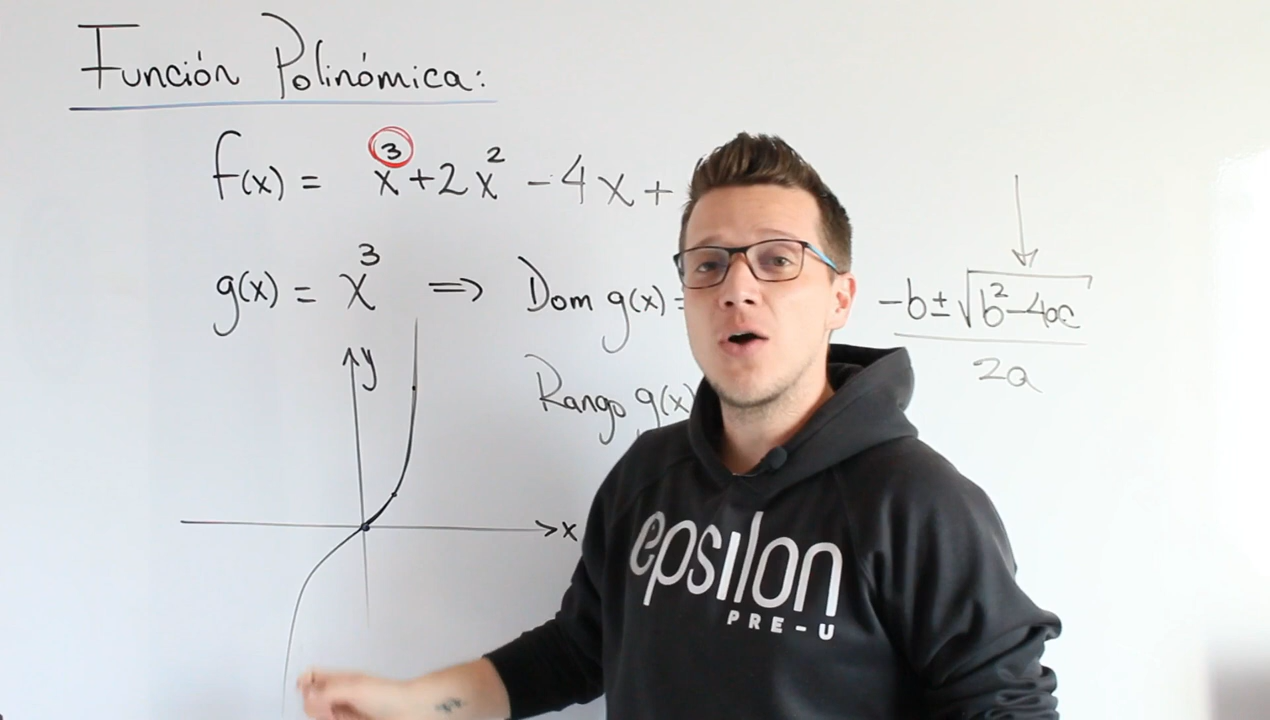 Función Polinómica:
f(x) = x³+2x² -4x+
g(x) = x³ ⇒ Dom g(x)=
-b±√b²-4ac
2a
Rango g(x)
y
x
epsilon
PRE-U